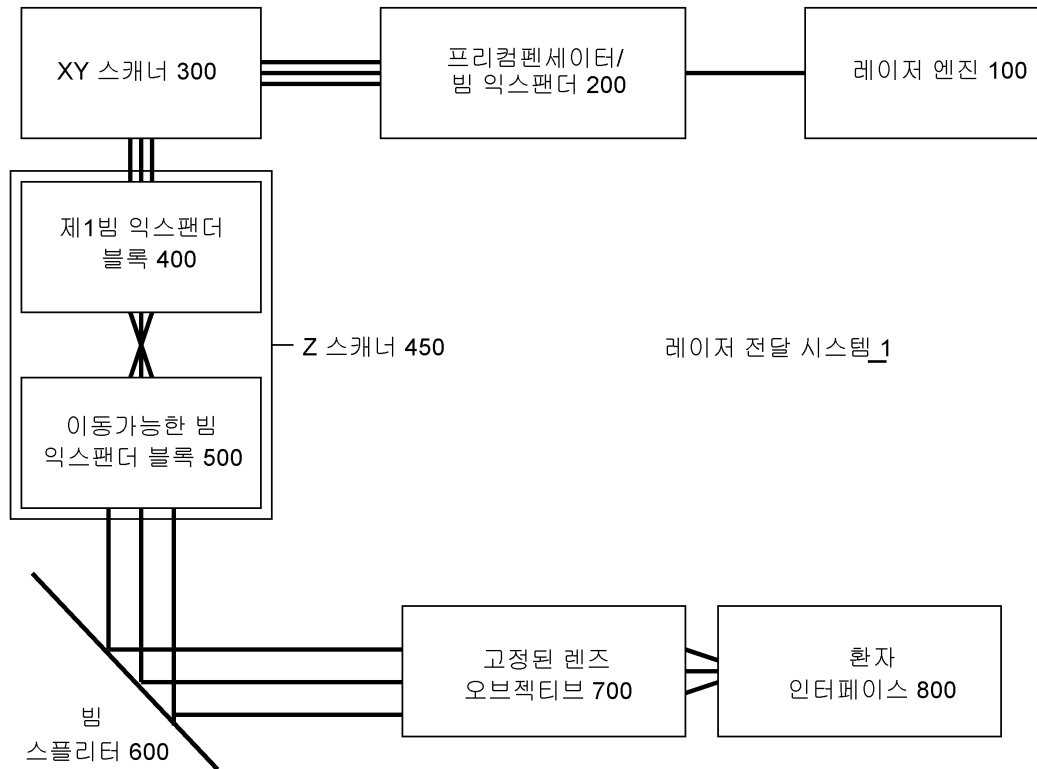 XY 스캐너 300
프리컴펜세이터/
빔 익스팬더 200
레이저 엔진 100
제1빔 익스팬더
블록 400
Z 스캐너 450
레이저 전달 시스템 1
이동가능한 빔
익스팬더 블록 500
고정된 렌즈
오브젝티브 700
환자
인터페이스 800
빔
스플리터 600